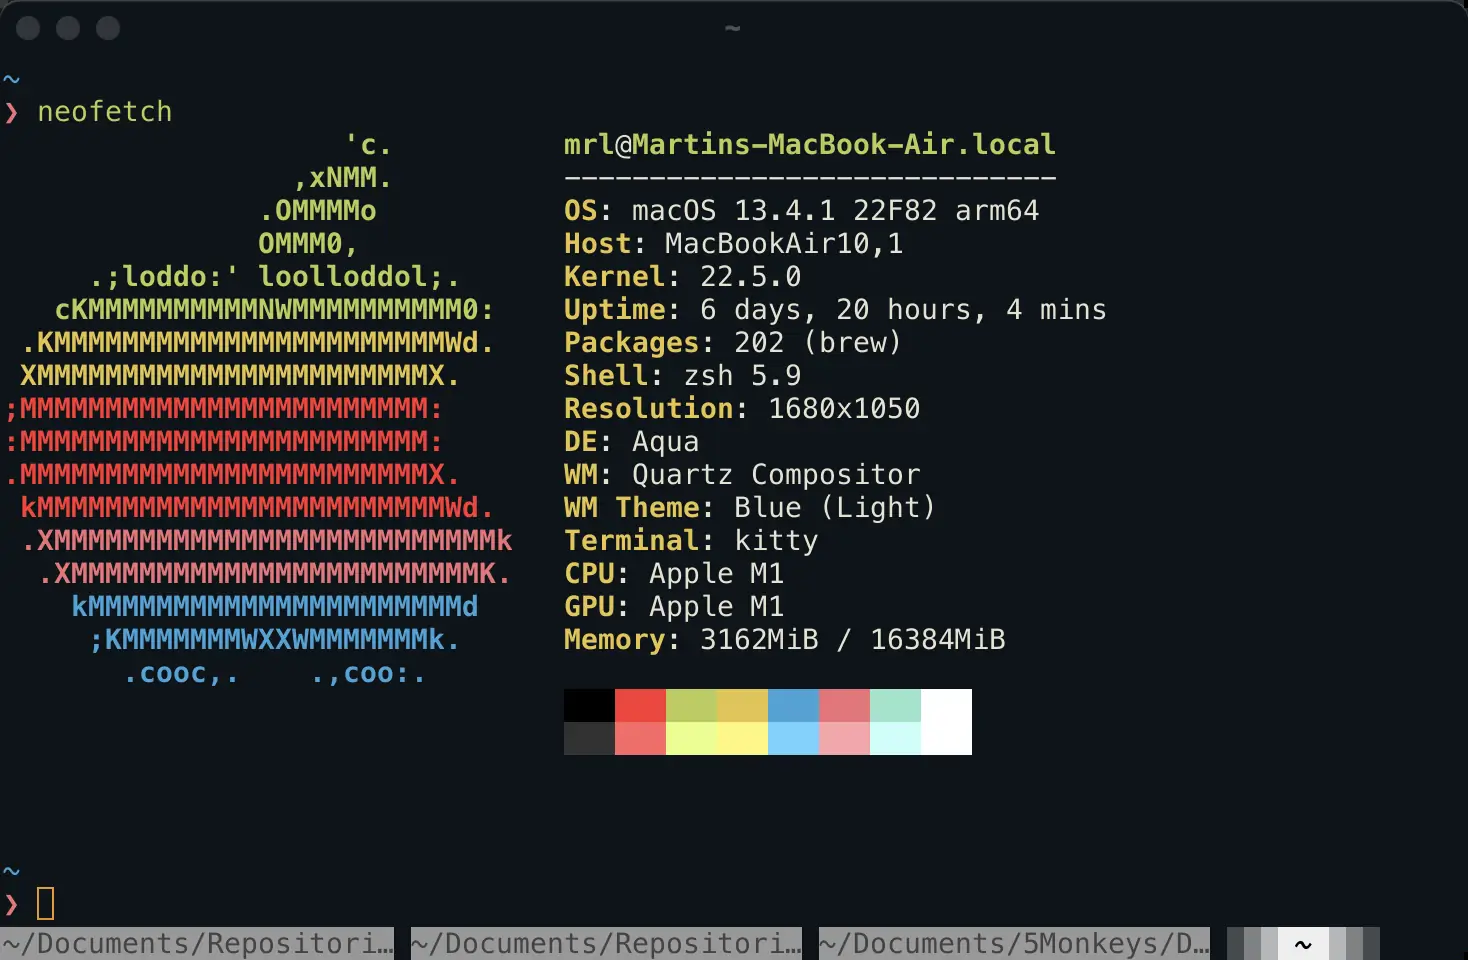 ~
~
❯ neofetch
                    'c.
                 ,xNMM.
               .OMMMMo
               OMMM0,
     .;loddo:' loolloddol;.
   cKMMMMMMMMMMNWMMMMMMMMMM0:
 .KMMMMMMMMMMMMMMMMMMMMMMMWd.
 XMMMMMMMMMMMMMMMMMMMMMMMX.
;MMMMMMMMMMMMMMMMMMMMMMMM:
:MMMMMMMMMMMMMMMMMMMMMMMM:
.MMMMMMMMMMMMMMMMMMMMMMMMX.
 kMMMMMMMMMMMMMMMMMMMMMMMMWd.
 .XMMMMMMMMMMMMMMMMMMMMMMMMMMk
  .XMMMMMMMMMMMMMMMMMMMMMMMMK.
    kMMMMMMMMMMMMMMMMMMMMMMd
     ;KMMMMMMMWXXWMMMMMMMk.
       .cooc,.    .,coo:.
mrl@Martins-MacBook-Air.local
-----------------------------
OS: macOS 13.4.1 22F82 arm64
Host: MacBookAir10,1
Kernel: 22.5.0
Uptime: 6 days, 20 hours, 4 mins
Packages: 202 (brew)
Shell: zsh 5.9
Resolution: 1680x1050
DE: Aqua
WM: Quartz Compositor
WM Theme: Blue (Light)
Terminal: kitty
CPU: Apple M1
GPU: Apple M1
Memory: 3162MiB / 16384MiB
~
❯
~/Documents/Repositori… ~/Documents/Repositori… ~/Documents/5Monkeys/D… ~